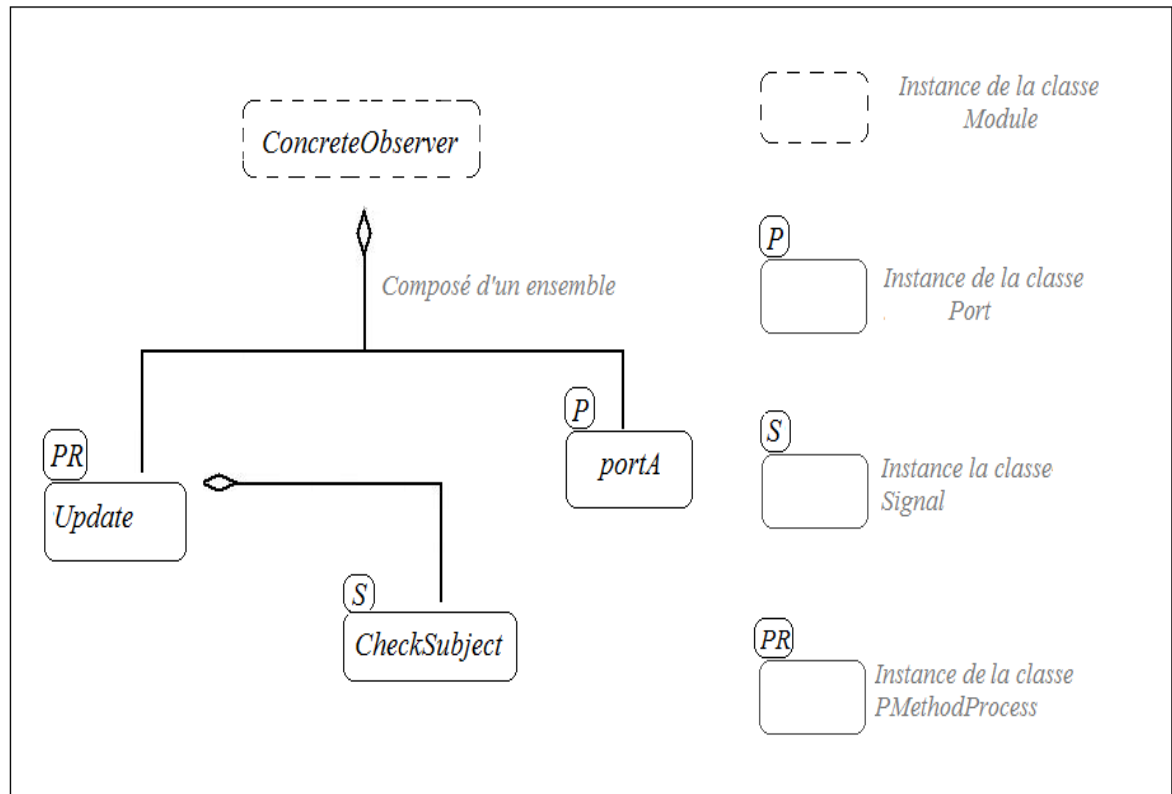 ConcreteObserver
Composé d'un ensemble
PR
Update
P
portA
S
CheckSubject
Instance de la classe
Module
P
Instance de la classe
Port
S
Instance la classe
Signal
PR
Instance de la classe
PMethodProcess